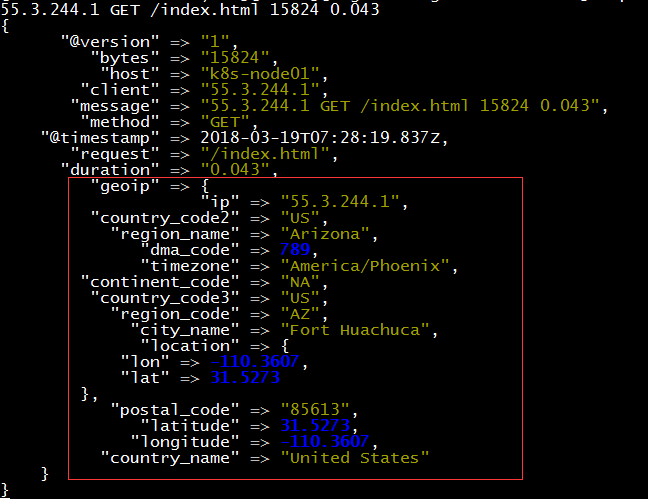 55.3.244.1 GET /index.html 15824 0.043
{
"@version" => "1",
"bytes" => "15824",
"host" => "k8s-node01",
"client" => "55.3.244.1",
"message" => "55.3.244.1 GET /index.html 15824 0.043",
"method" => "GET",
"@timestamp" => 2018-03-19T07:28:19.837Z,
"request" => "/index.html",
"duration" => "0.043",
"geoip" => {
"ip" => "55.3.244.1",
"country_code2" => "US",
"region_name" => "Arizona",
"dma_code" => 789,
"timezone" => "America/Phoenix",
"continent_code" => "NA",
"country_code3" => "US",
"region_code" => "AZ",
"city_name" => "Fort Huachuca",
"location" => {
"lon" => -110.3607,
"lat" => 31.5273
},
"postal_code" => "85613",
"latitude" => 31.5273,
"longitude" => -110.3607,
"country_name" => "United States"
}
}